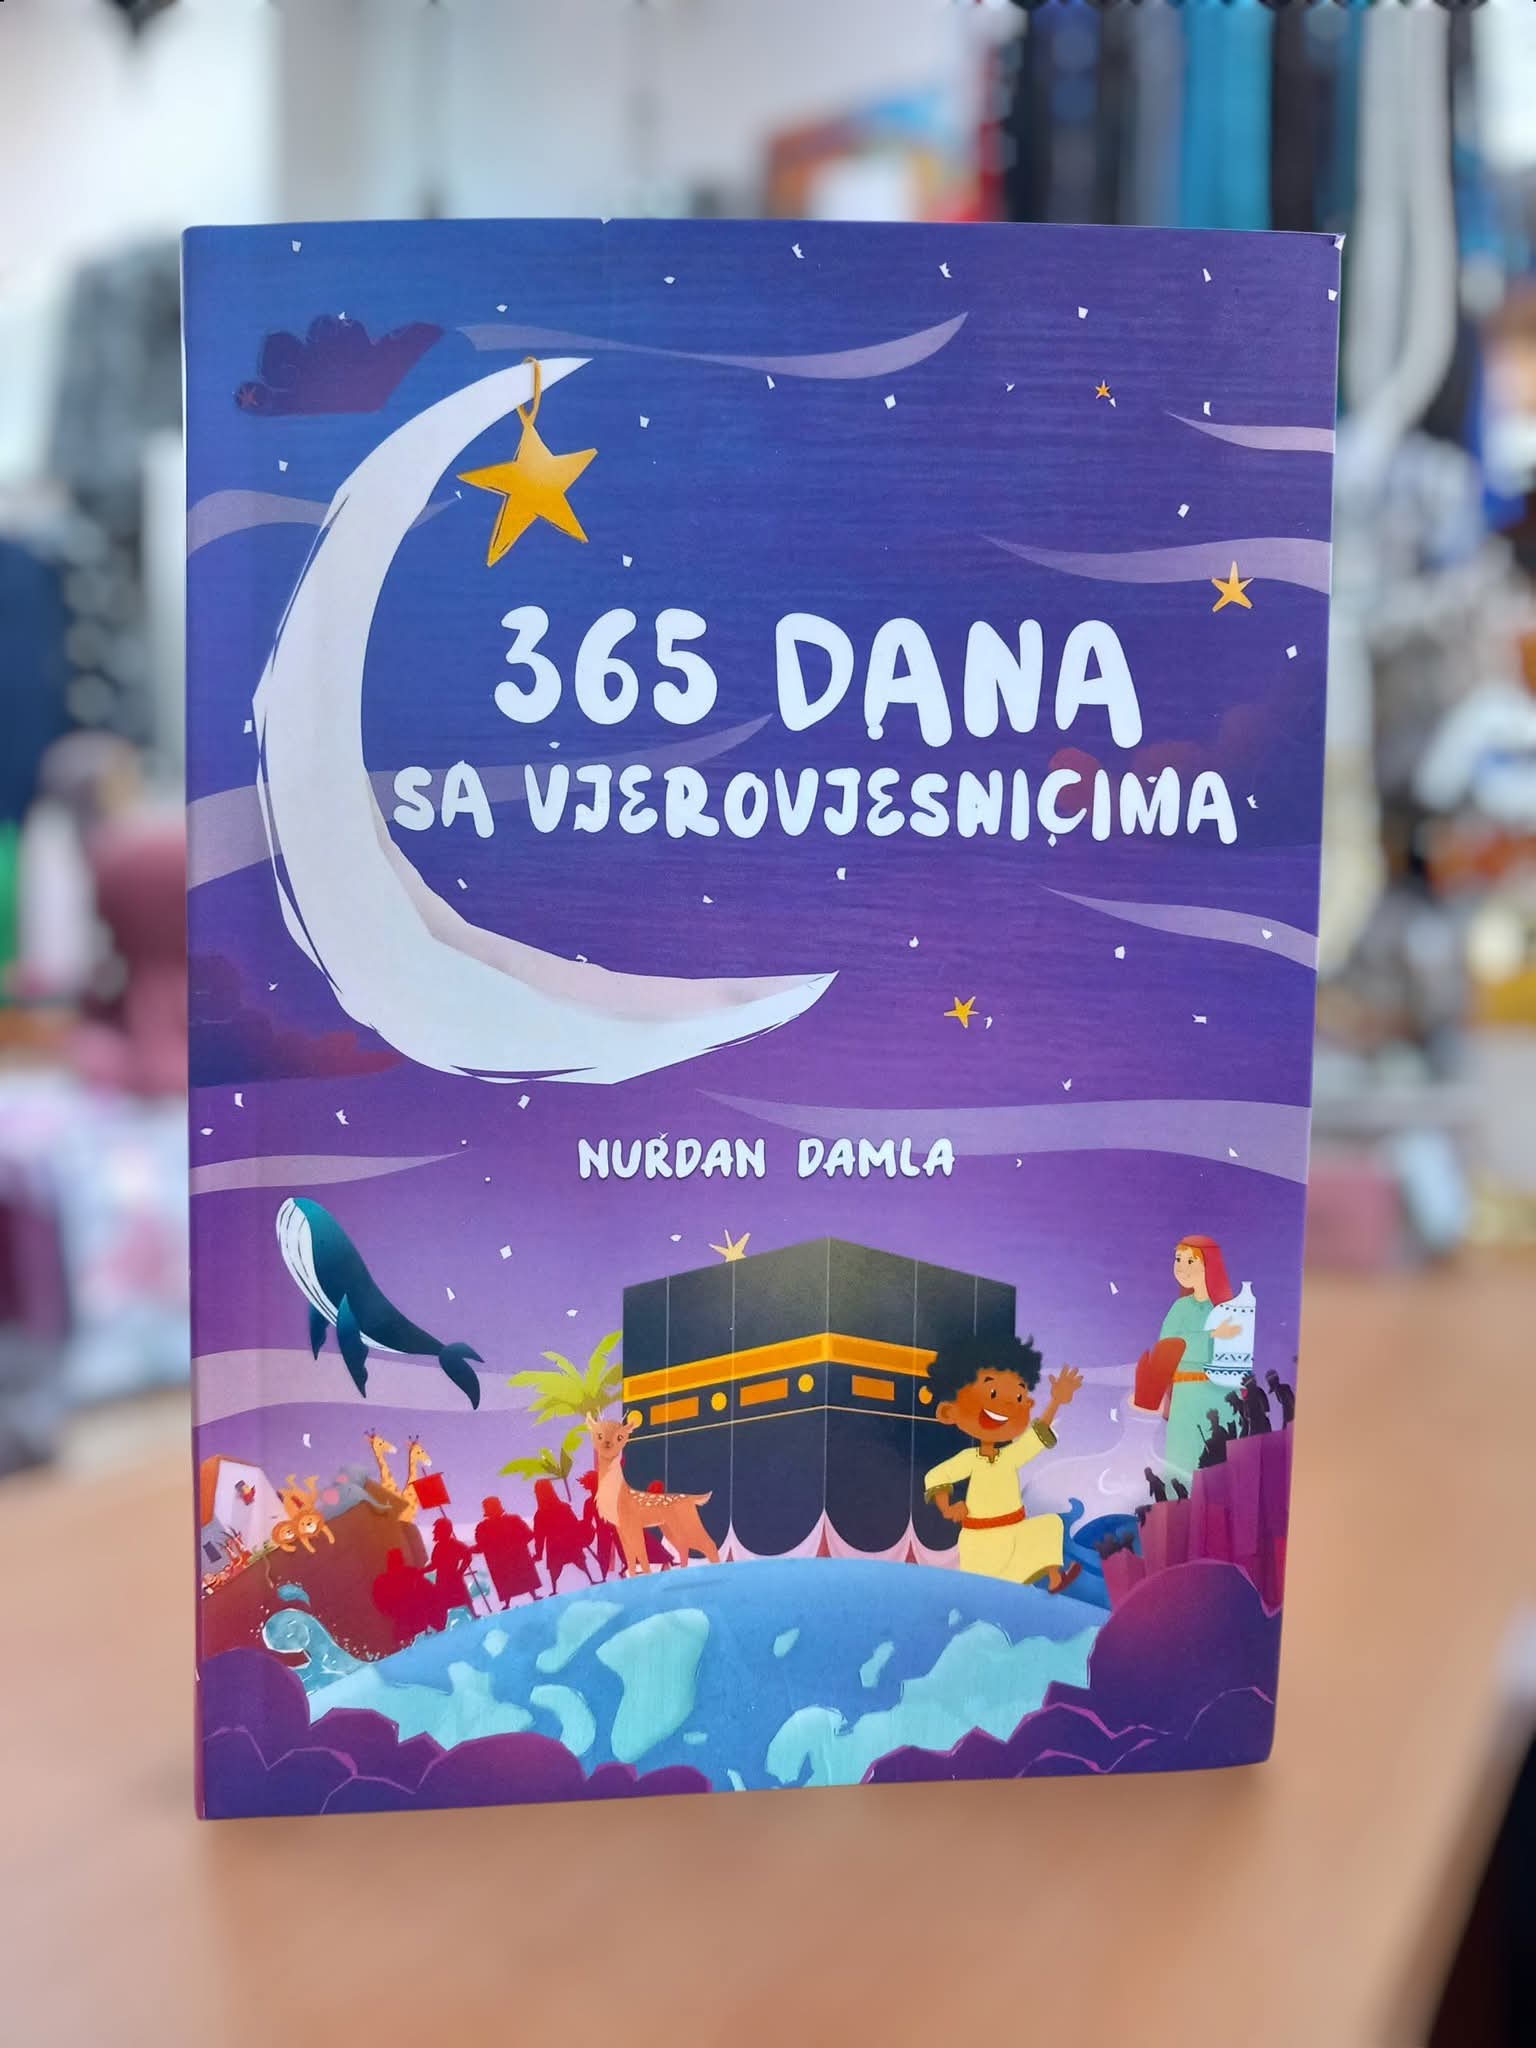 365 DANA
SA VJEROVJESNICIMA
NURDAN DAMLA